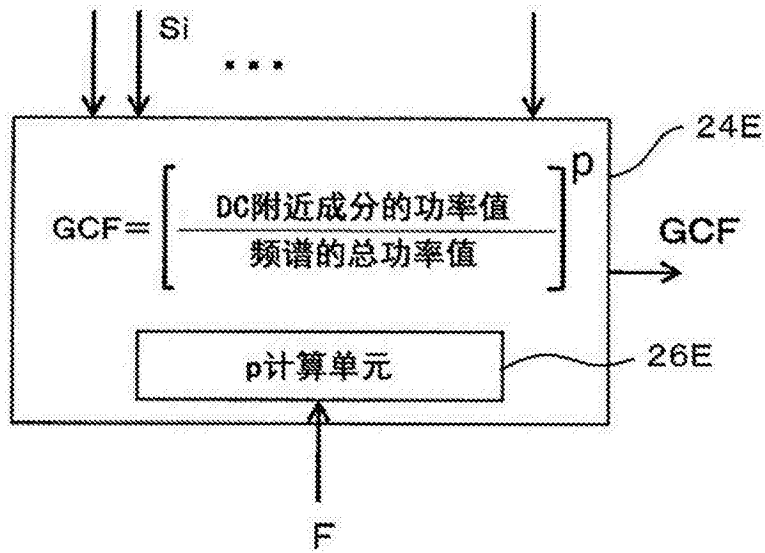 Si
...
24E
p
GCF=
DC附近成分的功率值
频谱的总功率值
GCF
p计算单元
26E
F